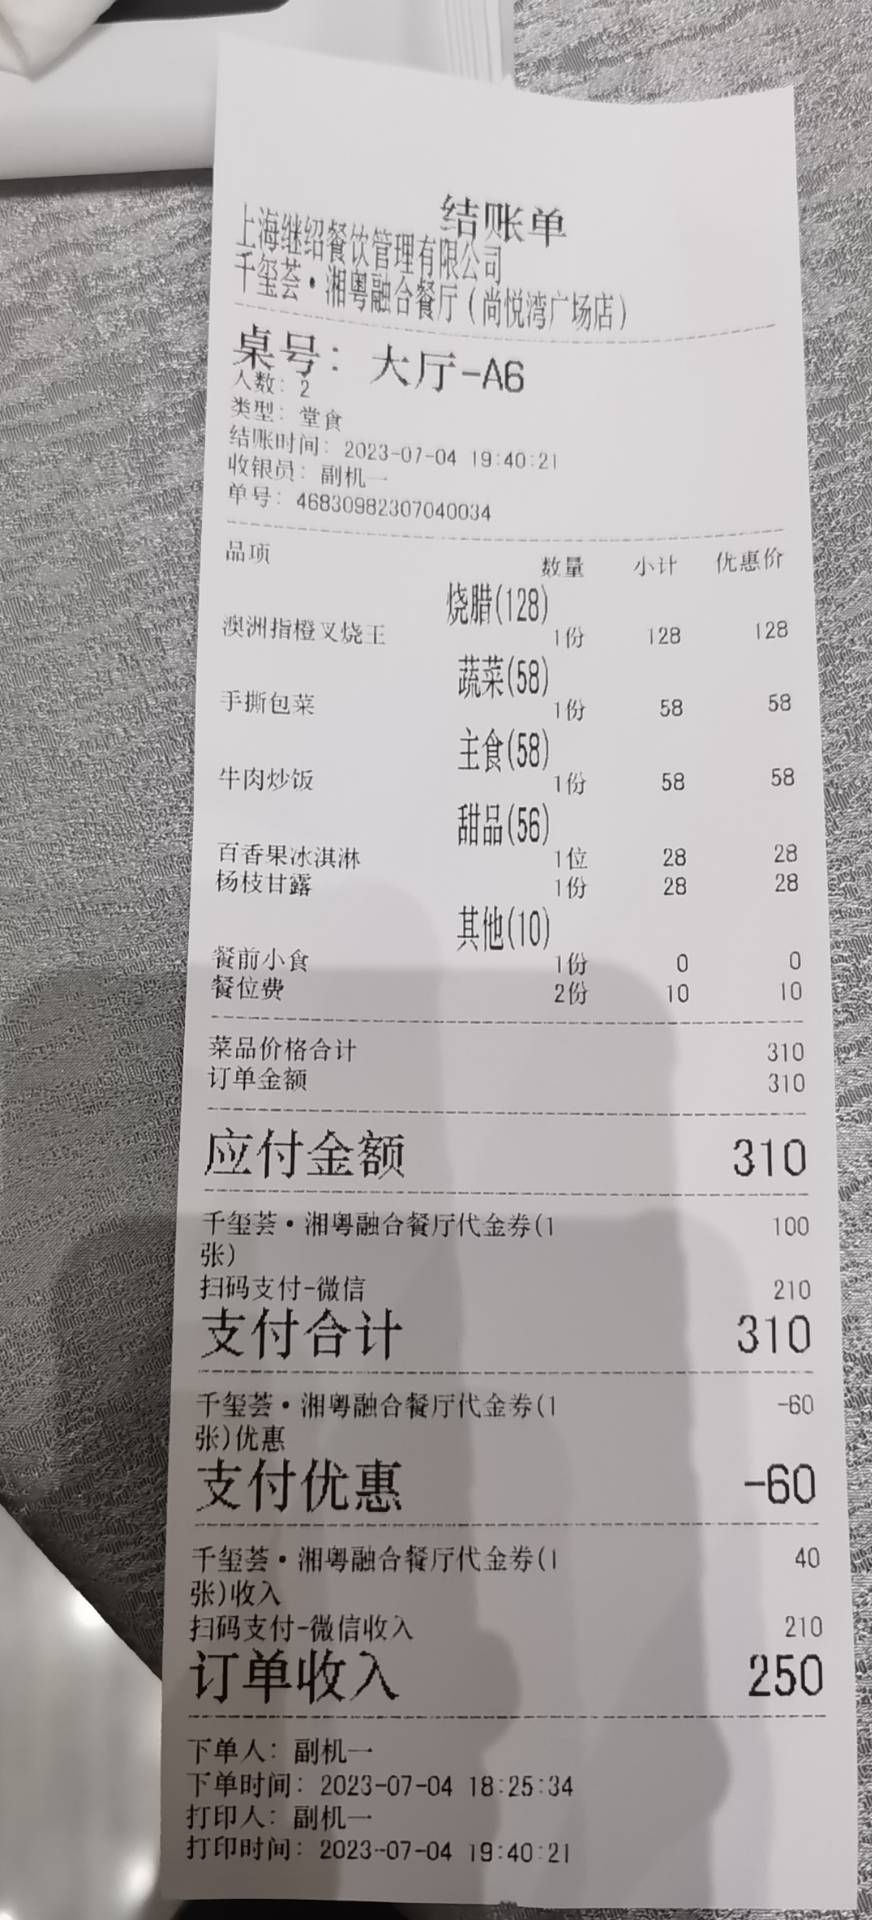 结账单
上海继绍餐饮管理有限公司
千玺荟·湘粤融合餐厅(尚悦湾广场店)
桌号: 大厅-A6
人数: 2
类型: 堂食
结账时间: 2023-07-04 19:40:21
收银员: 副机一
单号: 46830982307040034
品项 数量 小计 优惠价
烧腊(128)
澳洲指橙叉烧王 1份 128 128
蔬菜(58)
手撕包菜 1份 58 58
主食(58)
牛肉炒饭 1份 58 58
甜品(56)
百香果冰淇淋 1位 28 28
杨枝甘露 1份 28 28
其他(10)
餐前小食 1份 0 0
餐位费 2份 10 10
菜品价格合计 310
订单金额 310
应付金额 310
千玺荟·湘粤融合餐厅代金券(1 100
张)
扫码支付-微信 210
支付合计 310
千玺荟·湘粤融合餐厅代金券(1 -60
张)优惠
支付优惠 -60
千玺荟·湘粤融合餐厅代金券(1 40
张)收入
扫码支付-微信收入 210
订单收入 250
下单人: 副机一
下单时间: 2023-07-04 18:25:34
打印人: 副机一
打印时间: 2023-07-04 19:40:21